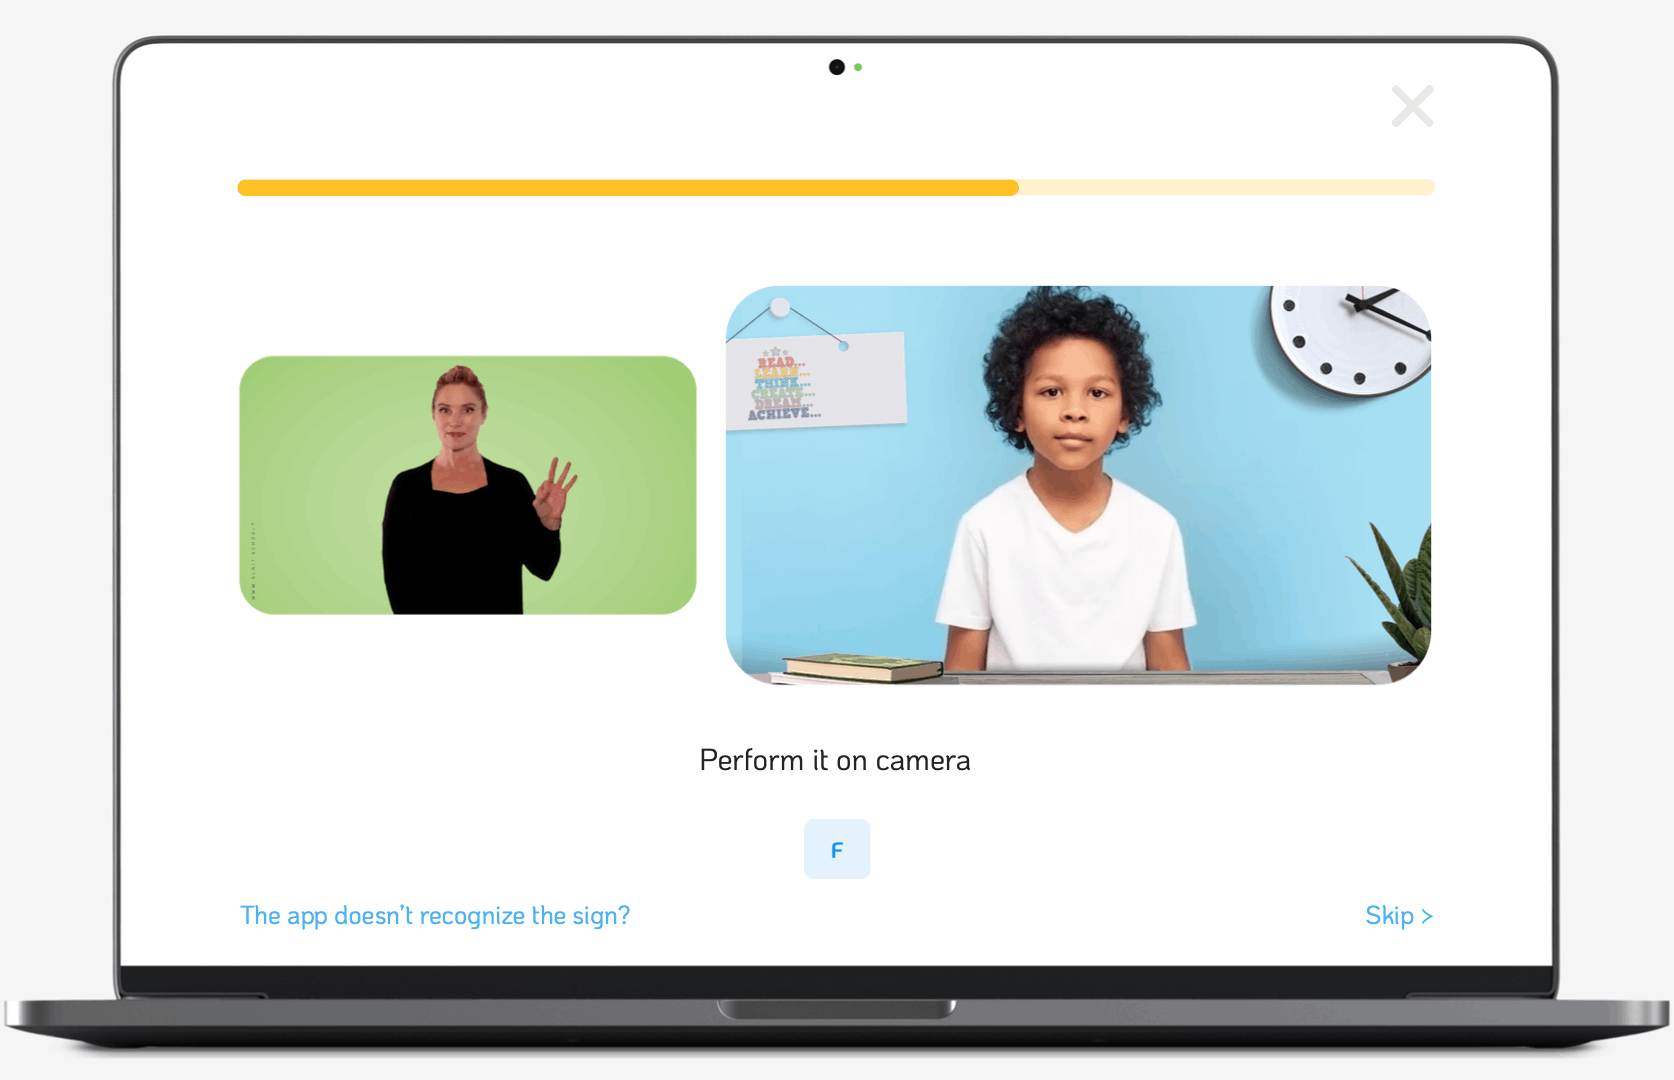 READ...
LEARN...
THINK...
CREATE...
DREAM...
ACHIEVE...
Perform it on camera
F
The app doesn't recognize the sign?
Skip >